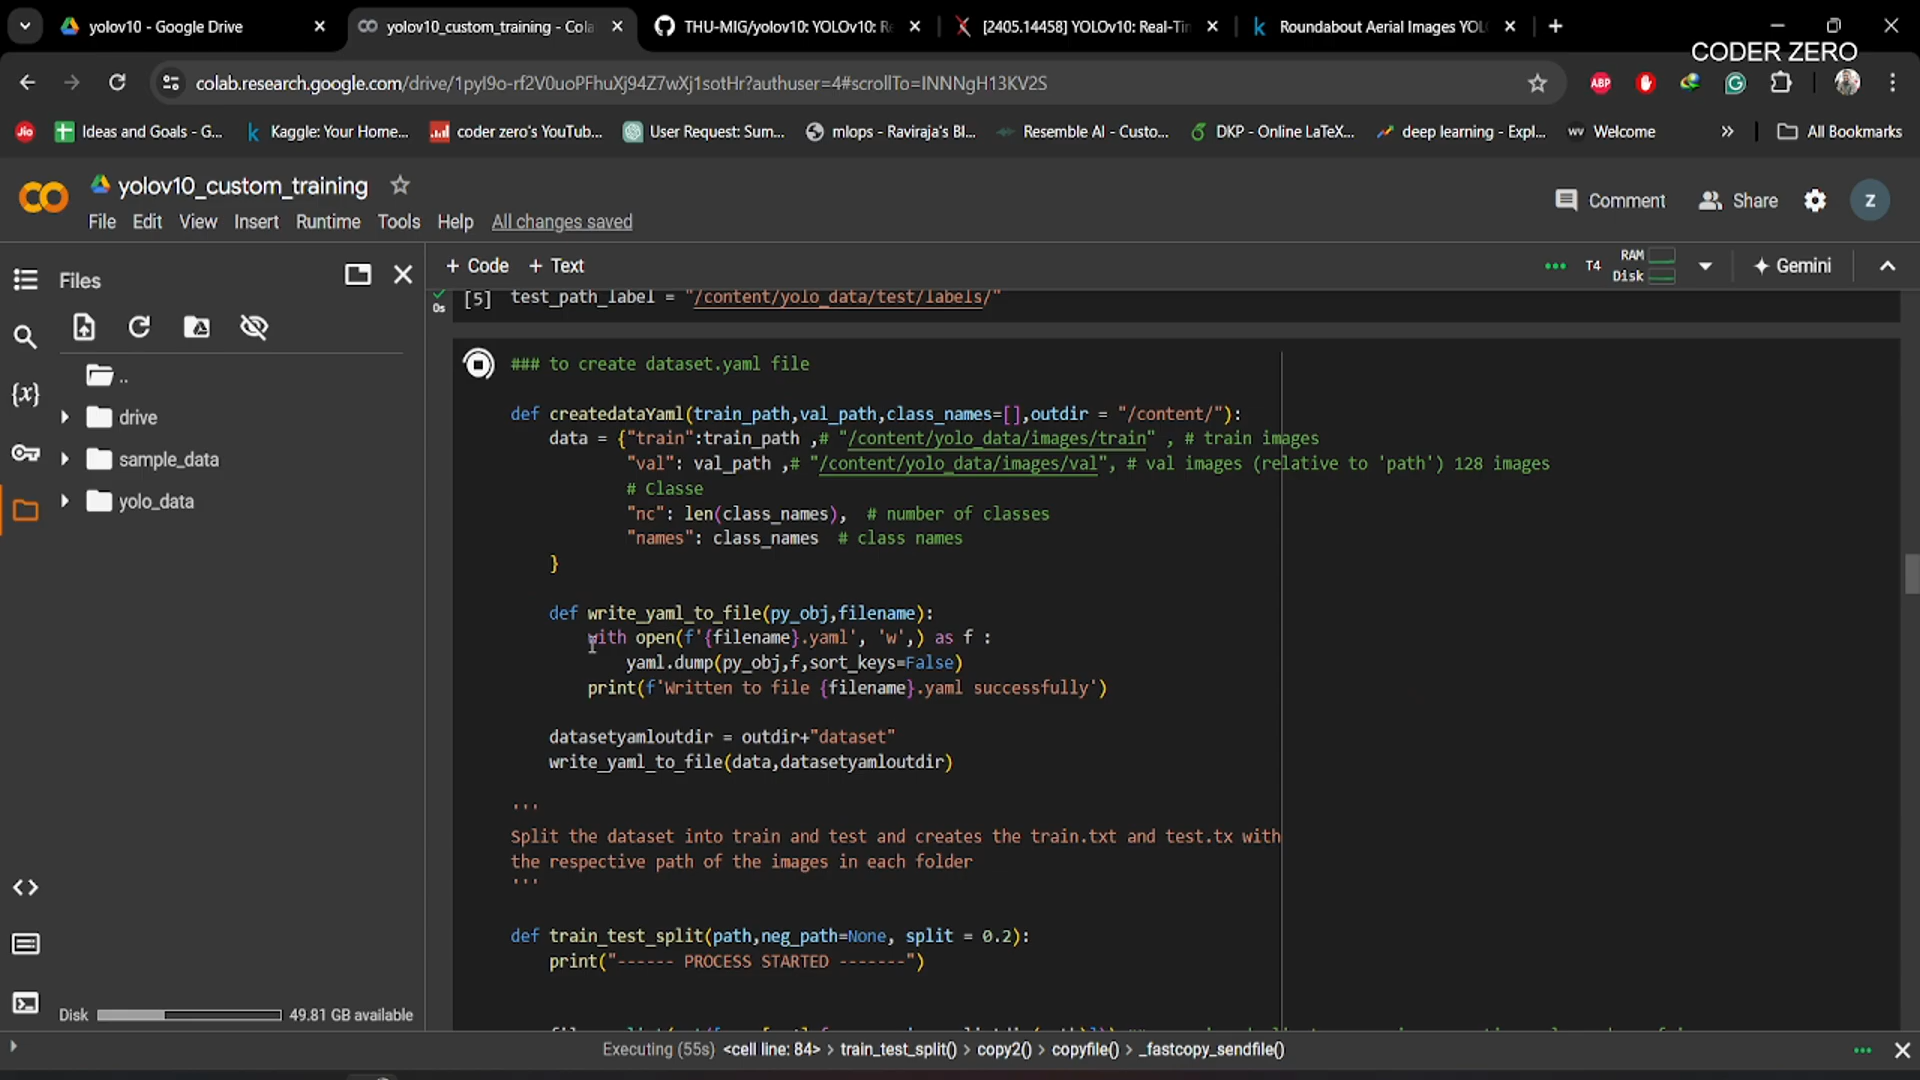 yolov10 - Google Drive
yolov10_custom_training - Cola
THU-MIG/yolov10: YOLOv10: Re
[2405.14458] YOLOv10: Real-Tin
Roundabout Aerial Images YOL
CODER ZERO
colab.research.google.com/drive/1pyI9o-rf2V0uoPFhuXj94Z7wXj1sotHr?authuser=4#scrollTo=INNNgH13KV2S
ABP
Jio
Ideas and Goals - G...
Kaggle: Your Home...
coder zero's YouTub...
User Request: Sum...
mlops - Raviraja's Bl...
Resemble AI - Custo...
DKP - Online LaTeX...
deep learning - Expl...
Welcome
All Bookmarks
yolov10_custom_training
Comment
Share
Z
File Edit View Insert Runtime Tools Help All changes saved
Files
+ Code + Text
T4
RAM
Disk
Gemini
0s
[5] test_path_label = "/content/yolo_data/test/labels/"
..
drive
sample_data
yolo_data
### to create dataset.yaml file
def createdataYaml(train_path,val_path,class_names=[],outdir = "/content/"):
data = {"train":train_path ,# "/content/yolo_data/images/train" , # train images
"val": val_path ,# "/content/yolo_data/images/val", # val images (relative to 'path') 128 images
# Classe
"nc": len(class_names), # number of classes
"names": class_names # class names
}
def write_yaml_to_file(py_obj,filename):
with open(f'{filename}.yaml', 'w',) as f :
yaml.dump(py_obj,f,sort_keys=False)
print(f'Written to file {filename}.yaml successfully')
datasetyamloutdir = outdir+"dataset"
write_yaml_to_file(data,datasetyamloutdir)
'''
Split the dataset into train and test and creates the train.txt and test.tx with
the respective path of the images in each folder
'''
def train_test_split(path,neg_path=None, split = 0.2):
print("------ PROCESS STARTED -------")
Disk
49.81 GB available
Executing (55s) <cell line: 84> > train_test_split() > copy2() > copyfile() > _fastcopy_sendfile()